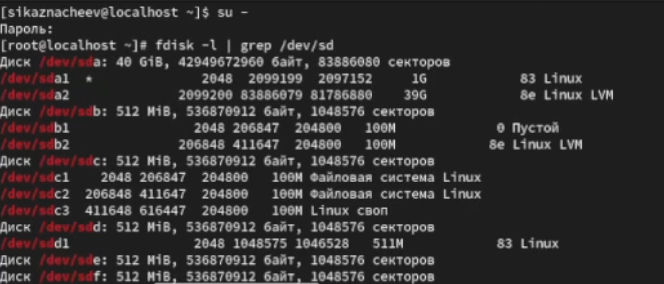 [sikaznacheev@localhost ~]$ su -
Пароль:
[root@localhost ~]# fdisk -l | grep /dev/sd
Диск /dev/sda: 40 GiB, 42949672960 байт, 83886080 секторов
/dev/sda1 * 2048 2099199 2097152 1G 83 Linux
/dev/sda2 2099200 83886079 81786880 39G 8e Linux LVM
Диск /dev/sdb: 512 MiB, 536870912 байт, 1048576 секторов
/dev/sdb1 2048 206847 204800 100M 0 Пустой
/dev/sdb2 206848 411647 204800 100M 8e Linux LVM
Диск /dev/sdc: 512 MiB, 536870912 байт, 1048576 секторов
/dev/sdc1 2048 206847 204800 100M Файловая система Linux
/dev/sdc2 206848 411647 204800 100M Файловая система Linux
/dev/sdc3 411648 616447 204800 100M Linux своп
Диск /dev/sdd: 512 MiB, 536870912 байт, 1048576 секторов
/dev/sdd1 2048 1048575 1046528 511M 83 Linux
Диск /dev/sde: 512 MiB, 536870912 байт, 1048576 секторов
Диск /dev/sdf: 512 MiB, 536870912 байт, 1048576 секторов